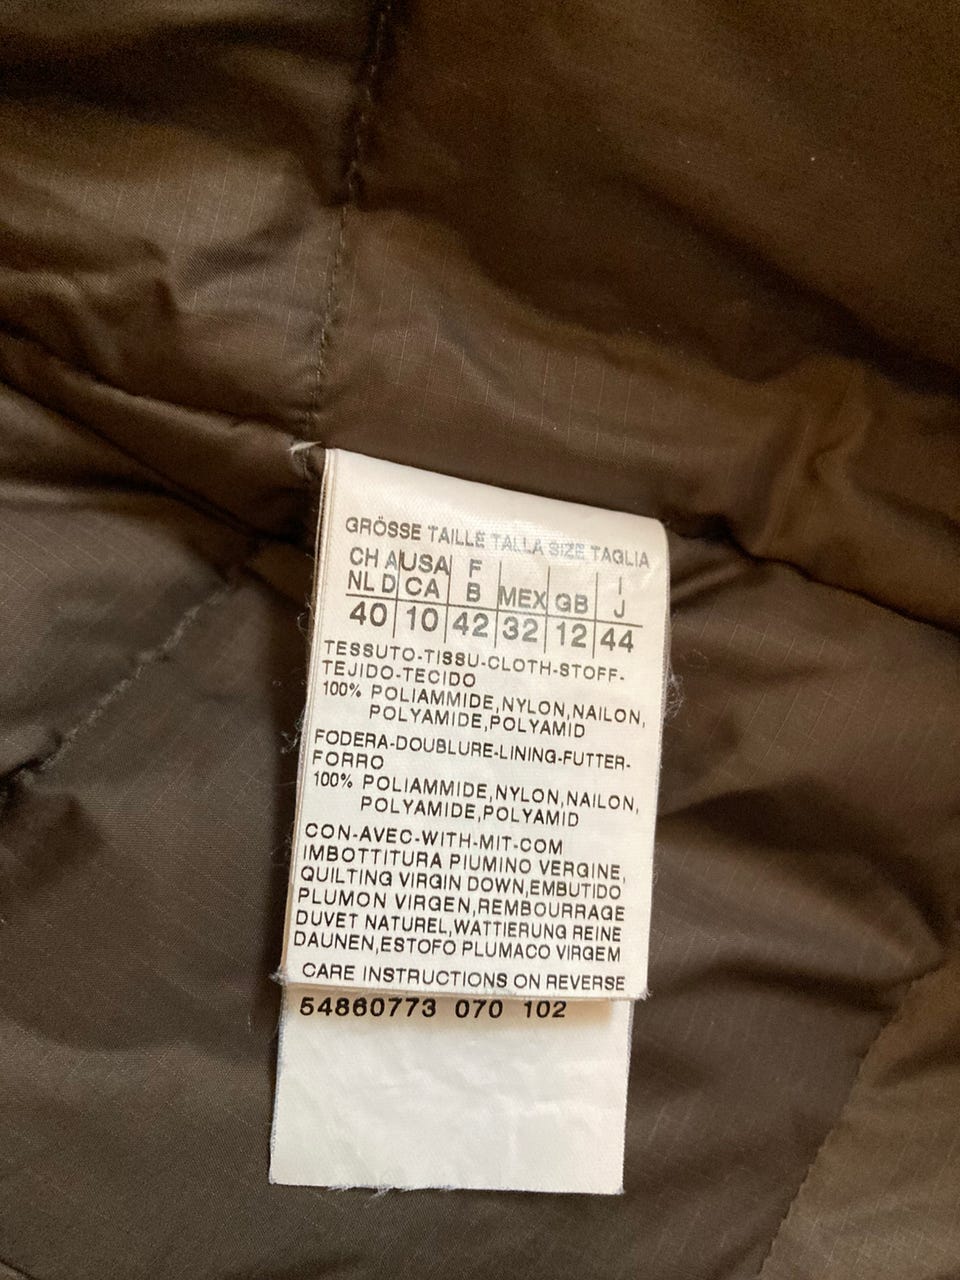 GRÖSSE TAILLE TALLA SIZE TAGLIA
CH A USA F MEX GB I
NL D CA B J
40 10 42 32 12 44
TESSUTO-TISSU-CLOTH-STOFF-
TEJIDO-TECIDO
100% POLIAMMIDE,NYLON,NAILON,
POLYAMIDE,POLYAMID
FODERA-DOUBLURE-LINING-FUTTER-
FORRO
100% POLIAMMIDE,NYLON,NAILON,
POLYAMIDE,POLYAMID
CON-AVEC-WITH-MIT-COM
IMBOTTITURA PIUMINO VERGINE,
QUILTING VIRGIN DOWN,EMBUTIDO
PLUMON VIRGEN,REMBOURRAGE
DUVET NATUREL,WATTIERUNG REINE
DAUNEN,ESTOFO PLUMACO VIRGEM
CARE INSTRUCTIONS ON REVERSE
54860773 070 102